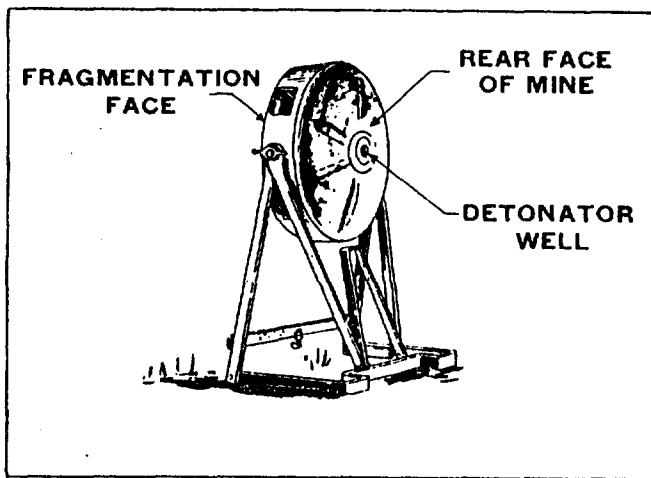 FRAGMENTATION
FACE
REAR FACE
OF MINE
DETONATOR
WELL